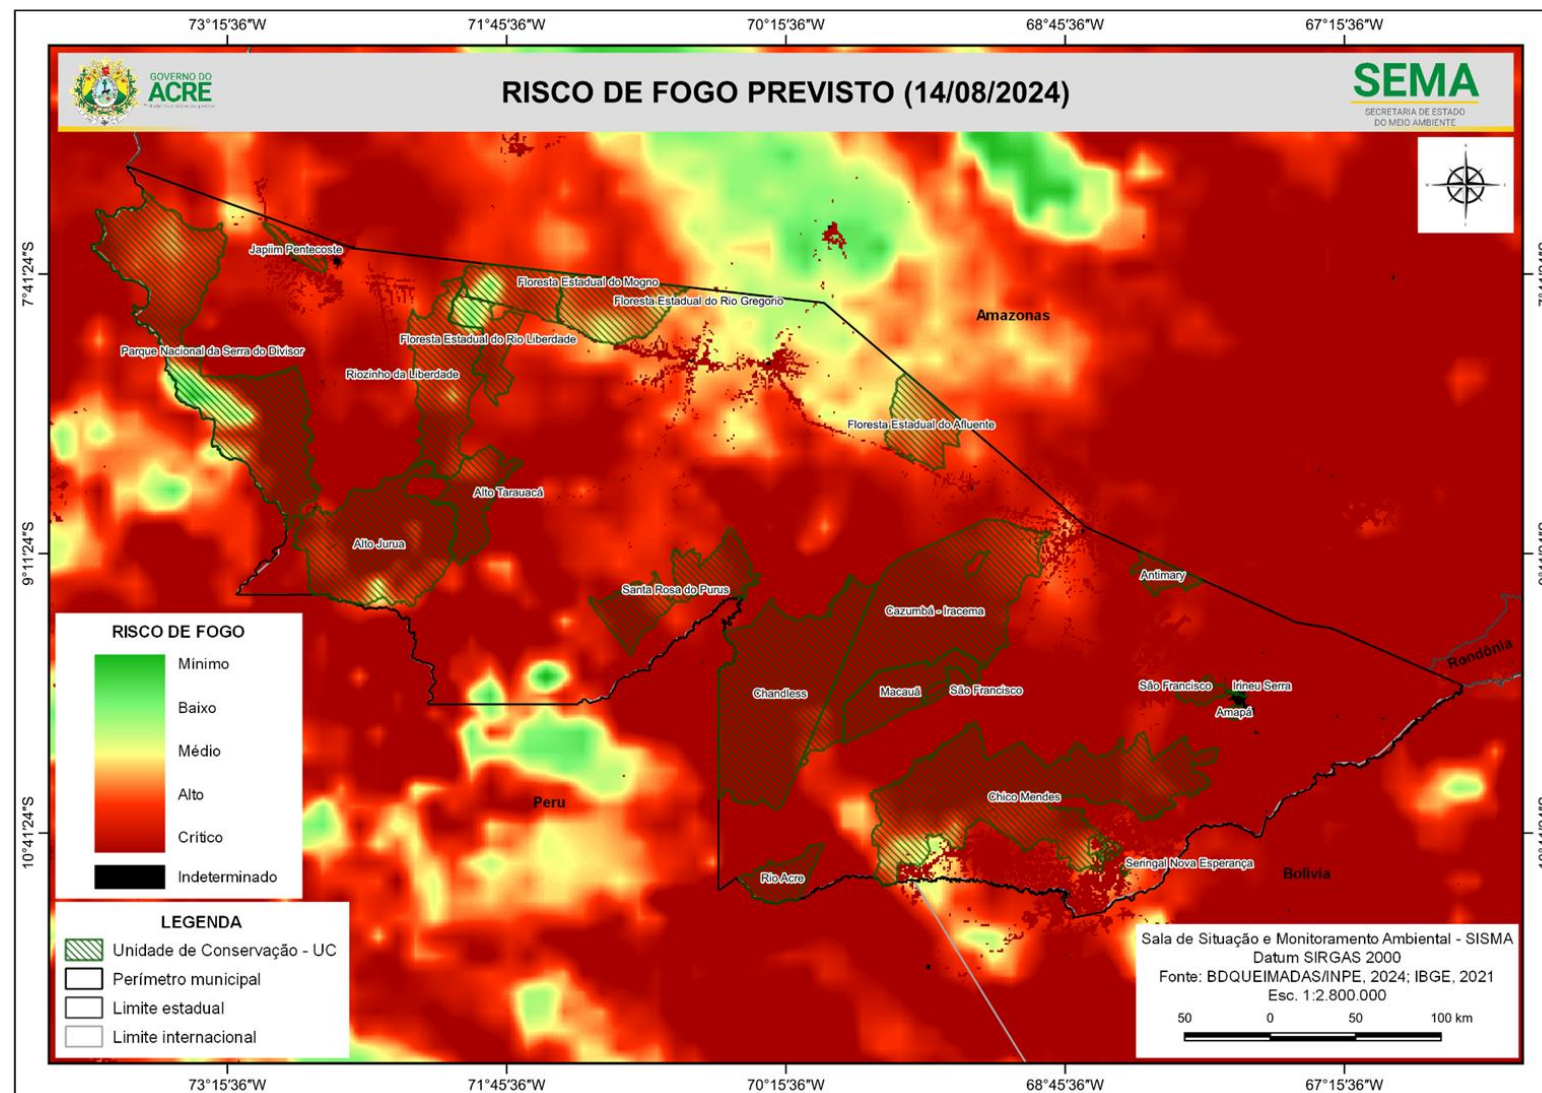 73°15'36"W 71°45'36"W 70°15'36"W 68°45'36"W 67°15'36"W
GOVERNO DO
ACRE
RISCO DE FOGO PREVISTO (14/08/2024)
SEMA
SECRETARIA DE ESTADO
DO MEIO AMBIENTE
7°41'24"S
Japiim Pentecoste
Floresta Estadual do Mogno
Floresta Estadual do Rio Gregorio
Amazonas
Floresta Estadual do Rio Liberdade
Parque Nacional da Serra do Divisor
Riozinho da Liberdade
Floresta Estadual do Afluente
Alto Tarauacá
Alto Jurua
9°11'24"S
Antimary
Santa Rosa do Purus
Cazumbá - Iracema
Rondônia
Chandless
Macauã
São Francisco
São Francisco
Irineu Serra
Amapá
Peru
Chico Mendes
10°41'24"S
Seringal Nova Esperança
Rio Acre
Bolívia
RISCO DE FOGO
Mínimo
Baixo
Médio
Alto
Crítico
Indeterminado
LEGENDA
Unidade de Conservação - UC
Perímetro municipal
Limite estadual
Limite internacional
Sala de Situação e Monitoramento Ambiental - SISMA
Datum SIRGAS 2000
Fonte: BDQUEIMADAS/INPE, 2024; IBGE, 2021
Esc. 1:2.800.000
50 0 50 100 km
73°15'36"W 71°45'36"W 70°15'36"W 68°45'36"W 67°15'36"W